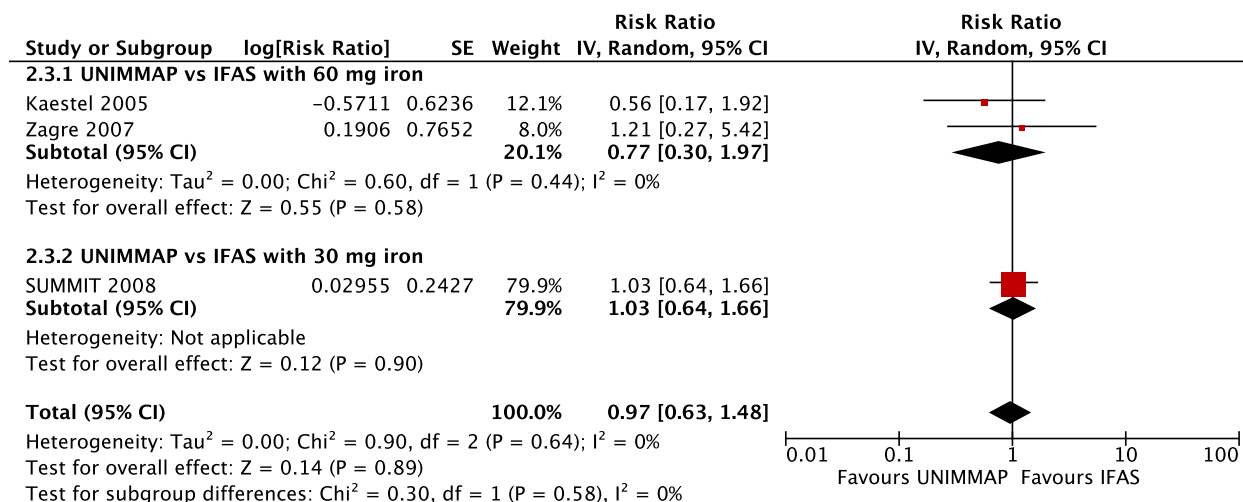 Risk Ratio Risk Ratio
Study or Subgroup log[Risk Ratio] SE Weight IV, Random, 95% CI IV, Random, 95% CI
2.3.1 UNIMMAP vs IFAS with 60 mg iron
Kaestel 2005 −0.5711 0.6236 12.1% 0.56 [0.17, 1.92]
Zagre 2007 0.1906 0.7652 8.0% 1.21 [0.27, 5.42]
Subtotal (95% CI) 20.1% 0.77 [0.30, 1.97]
Heterogeneity: Tau² = 0.00; Chi² = 0.60, df = 1 (P = 0.44); I² = 0%
Test for overall effect: Z = 0.55 (P = 0.58)
2.3.2 UNIMMAP vs IFAS with 30 mg iron
SUMMIT 2008 0.02955 0.2427 79.9% 1.03 [0.64, 1.66]
Subtotal (95% CI) 79.9% 1.03 [0.64, 1.66]
Heterogeneity: Not applicable
Test for overall effect: Z = 0.12 (P = 0.90)
Total (95% CI) 100.0% 0.97 [0.63, 1.48]
Heterogeneity: Tau² = 0.00; Chi² = 0.90, df = 2 (P = 0.64); I² = 0%
Test for overall effect: Z = 0.14 (P = 0.89)
Test for subgroup differences: Chi² = 0.30, df = 1 (P = 0.58), I² = 0%
0.01 0.1 1 10 100
Favours UNIMMAP Favours IFAS